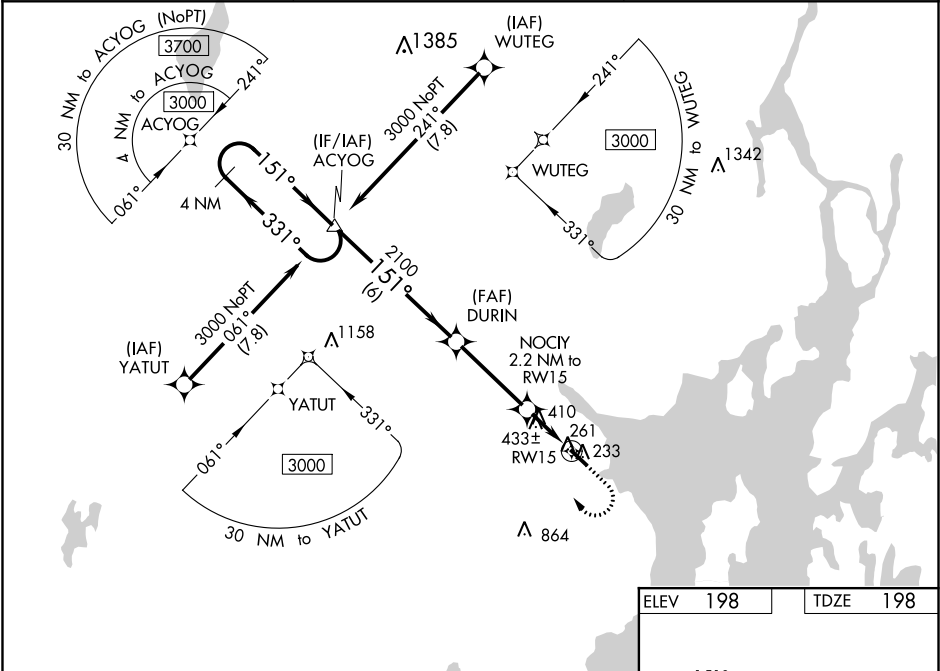 30 NM to ACYOG (NoPT)
3700
4 NM to ACYOG
3000
ACYOG
241°
061°
1385
(IAF)
WUTEG
3000 NoPT
241°
(7.8)
(IF/IAF)
ACYOG
151°
331°
4 NM
241°
3000
WUTEG
331°
30 NM to WUTEG
1342
2100
151°
(6)
(FAF)
DURIN
3000 NoPT
061°
(7.8)
(IAF)
YATUT
1158
YATUT
061°
331°
3000
30 NM to YATUT
NOCIY
2.2 NM to
RW15
410
433±
261
RW15
233
864
ELEV 198
TDZE 198